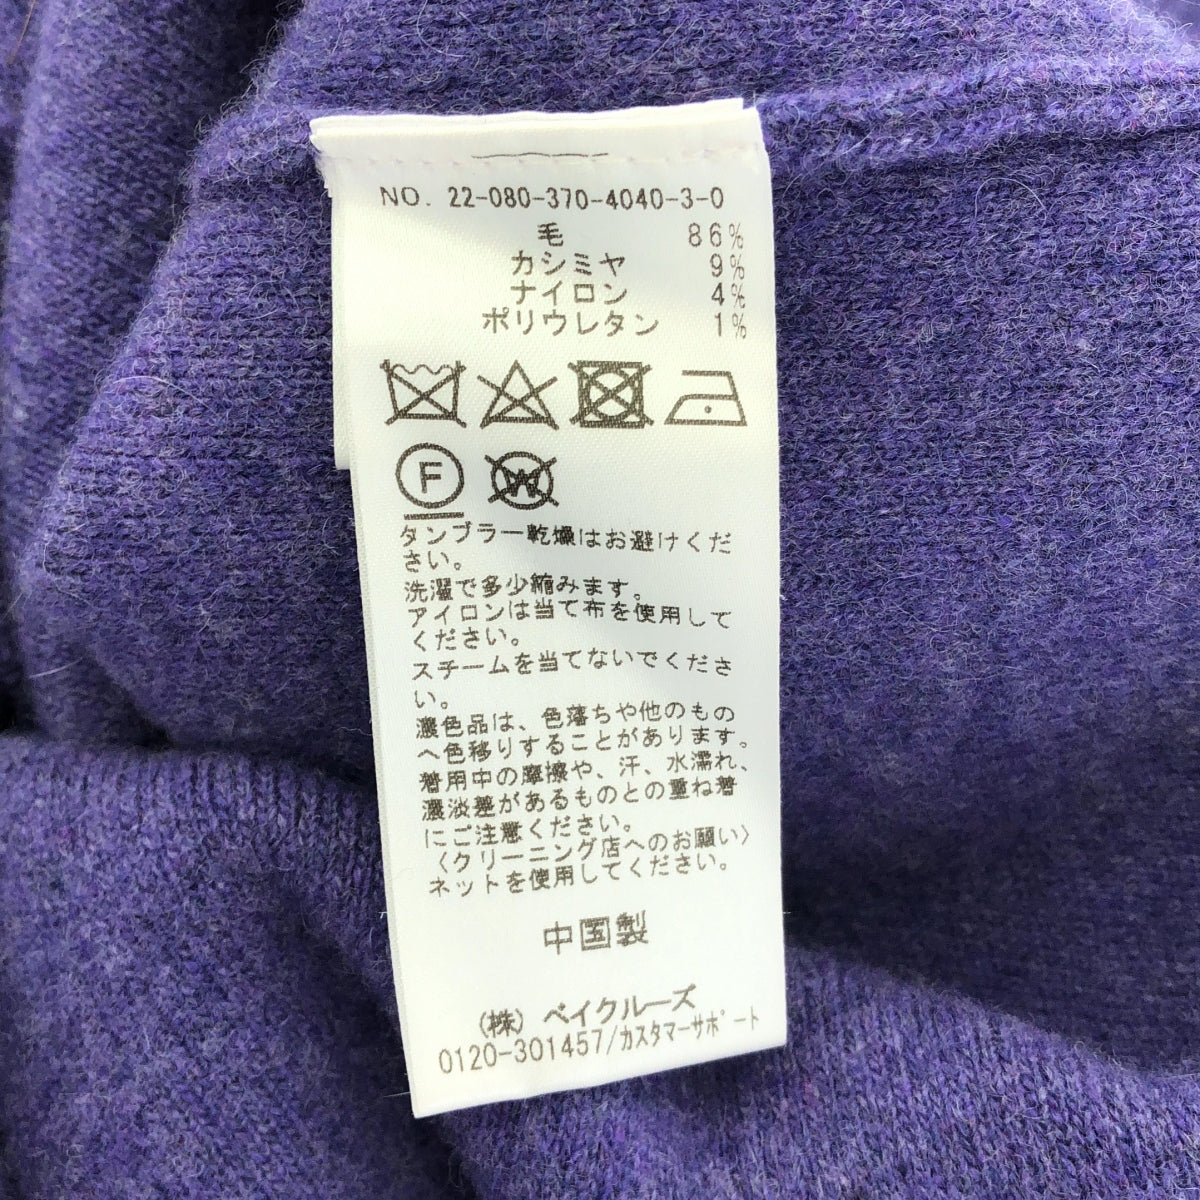 NO. 22-080-370-4040-3-0
毛 86%
カシミヤ 9%
ナイロン 4%
ポリウレタン 1%
F W
タンブラー乾燥はお避けくだ
さい。
洗濯で多少縮みます。
アイロンは当て布を使用して
ください。
スチームを当てないでくださ
い。
濃色品は、色落ちや他のもの
へ色移りすることがあります。
着用中の摩擦や、汗、水濡れ、
濃淡差があるものとの重ね着
にご注意ください。
〈クリーニング店へのお願い〉
ネットを使用してください。
中国製
(株) ベイクルーズ
0120-301457/カスタマーサポート